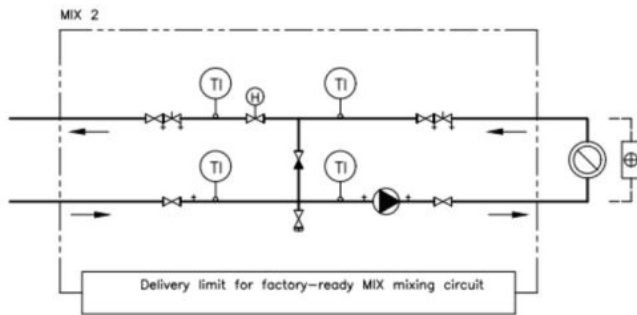 MIX 2
TI
H
TI
TI
TI
Delivery limit for factory-ready MIX mixing circuit